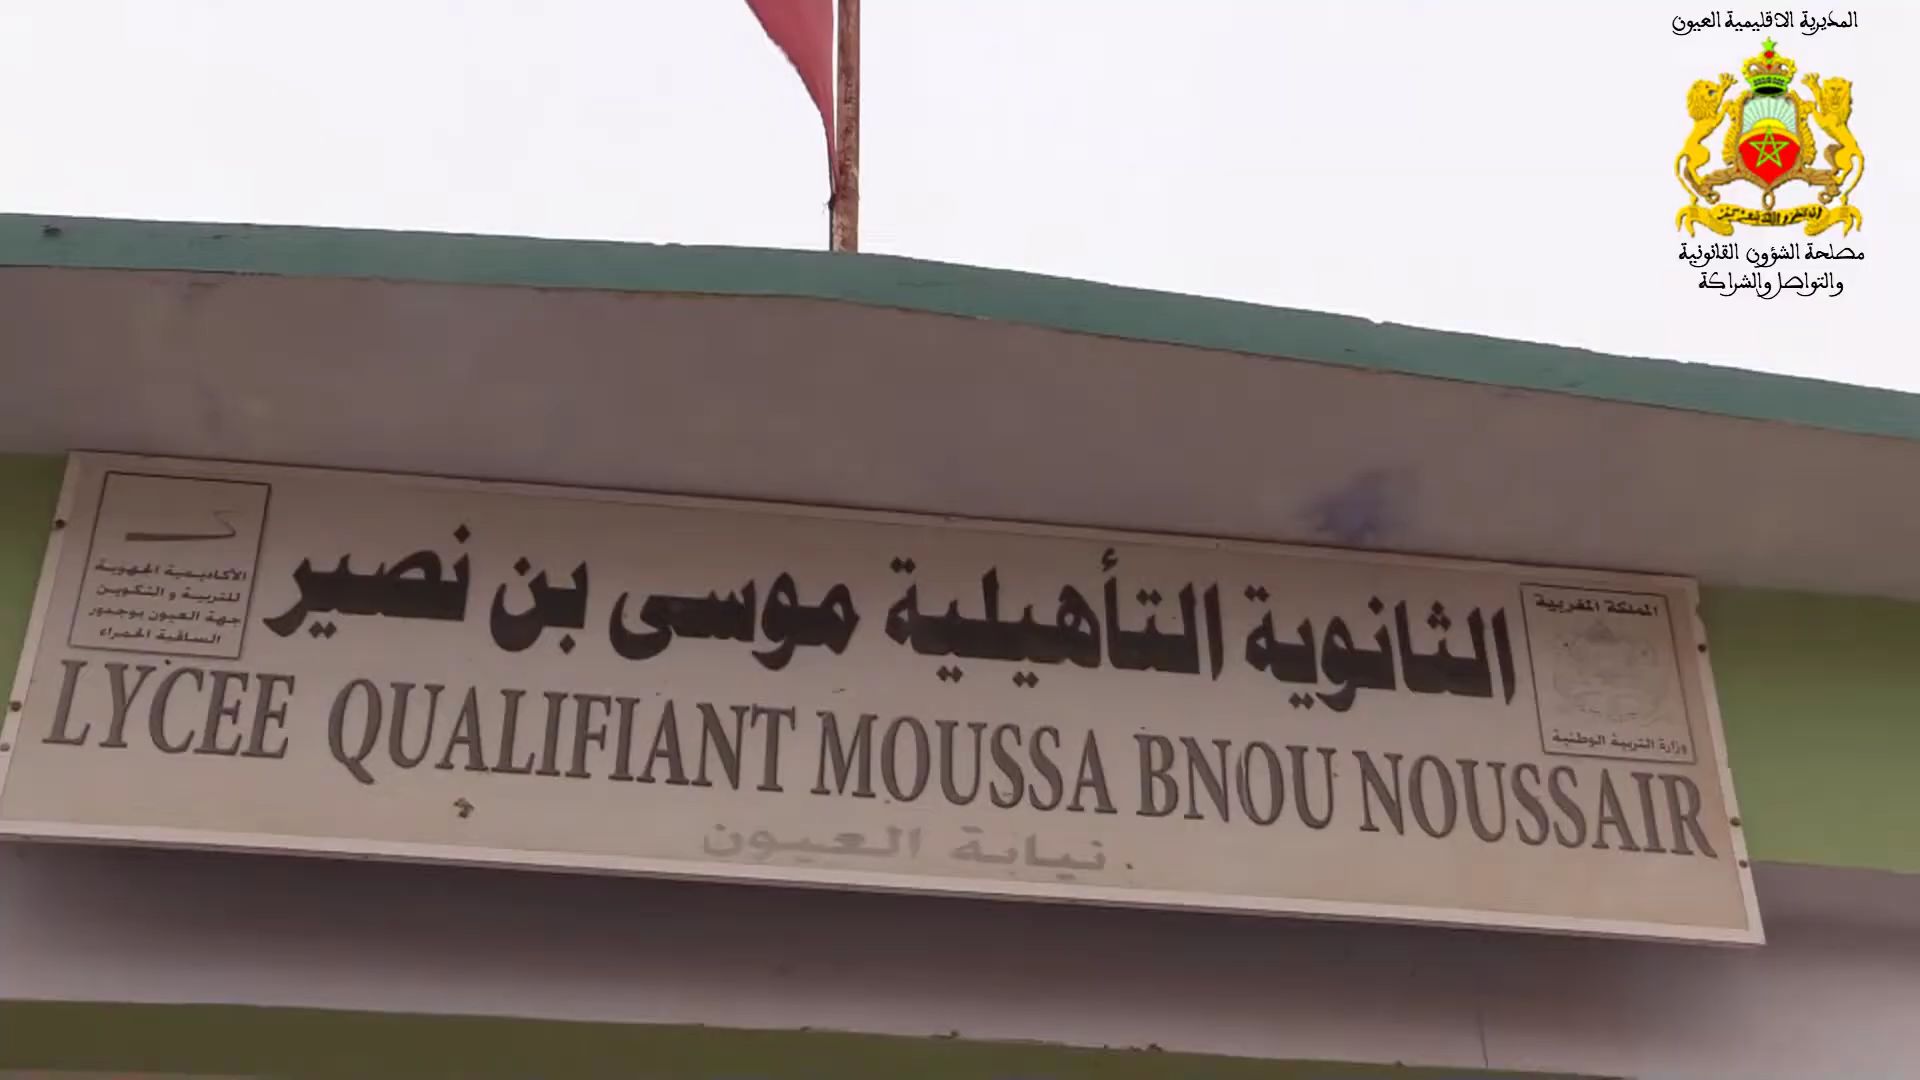 المديرية الاقليمية العيون
مصلحة الشؤون القانونية
والتواصل والشراكة
المملكة المغربية
وزارة التربية الوطنية
الثانوية التأهيلية موسى بن نصير
الأكاديمية الجهوية
للتربية و التكوين
جهة العيون بوجدور
الساقية الحمراء
LYCEE QUALIFIANT MOUSSA BNOU NOUSSAIR
نيابة العيون